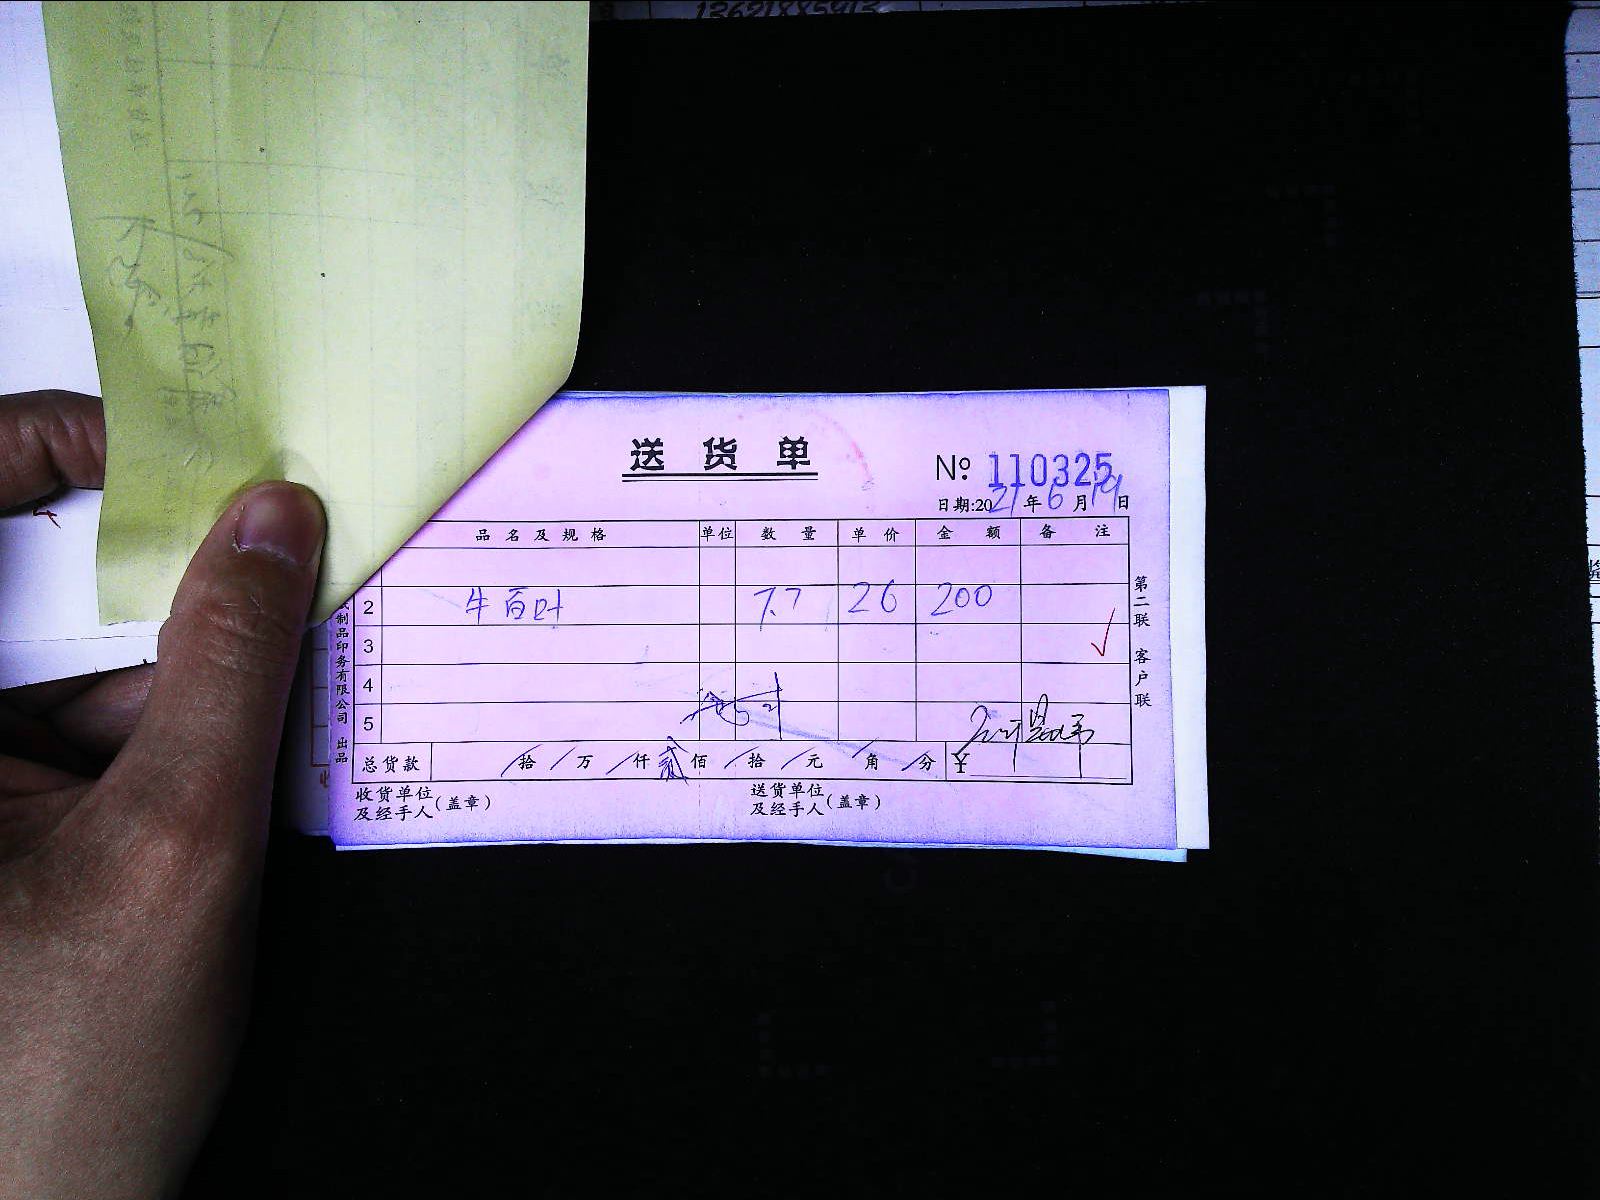 13621885913
送货单
№ 110325
日期:2021年6月19日
品名及规格 单位 数量 单价 金额 备注
2 牛百叶 7.7 26 200
3
4
5
总货款 拾 万 仟 贰佰 拾 元 角 分 ¥
收货单位及经手人(盖章) 送货单位及经手人(盖章)
第二联 客户联
制品印务有限公司 出品